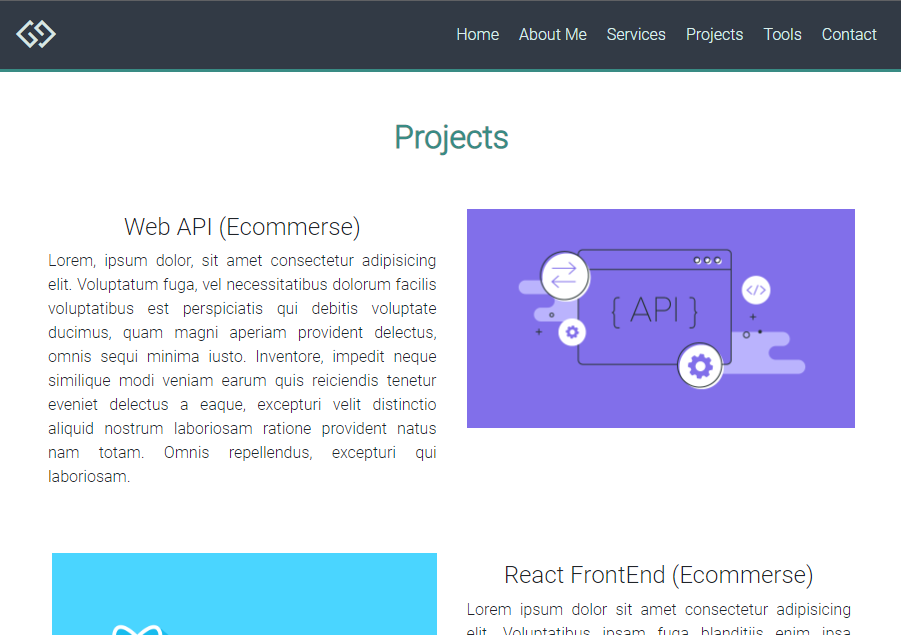 Home About Me Services Projects Tools Contact
Projects
Web API (Ecommerse)
Lorem, ipsum dolor, sit amet consectetur adipisicing
elit. Voluptatum fuga, vel necessitatibus dolorum facilis
voluptatibus est perspiciatis qui debitis voluptate
ducimus, quam magni aperiam provident delectus,
omnis sequi minima iusto. Inventore, impedit neque
similique modi veniam earum quis reiciendis tenetur
eveniet delectus a eaque, excepturi velit distinctio
aliquid nostrum laboriosam ratione provident natus
nam totam. Omnis repellendus, excepturi qui
laboriosam.
{ API }
</>
React FrontEnd (Ecommerse)
Lorem ipsum dolor sit amet consectetur adipisicing
elit. Voluptatibus ipsam fuga blanditiis enim ipsa